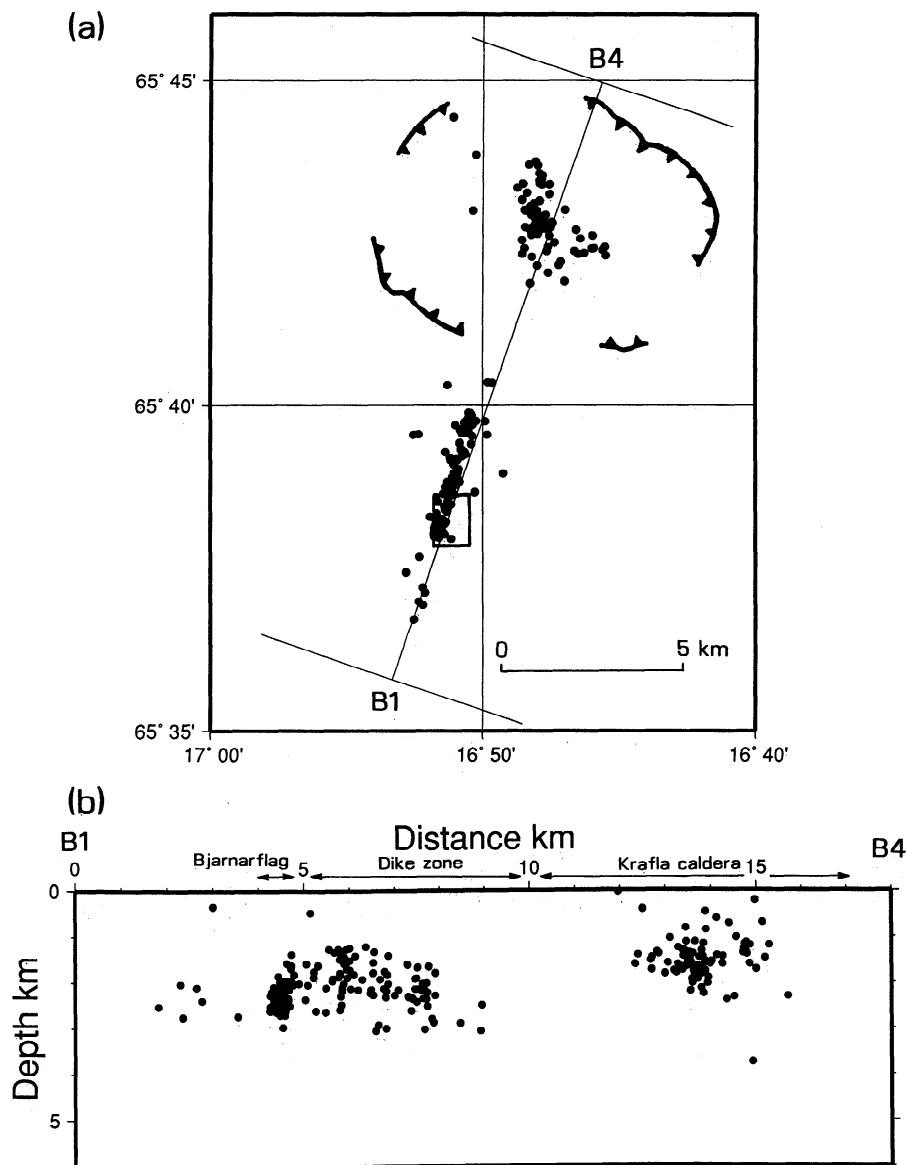 (a)
B4
65° 45'
65° 40'
0 5 km
B1
65° 35'
17° 00' 16° 50' 16° 40'
(b)
B1 Distance km B4
Bjarnarflag Dike zone Krafla caldera
0 5 10 15
0
Depth km
5